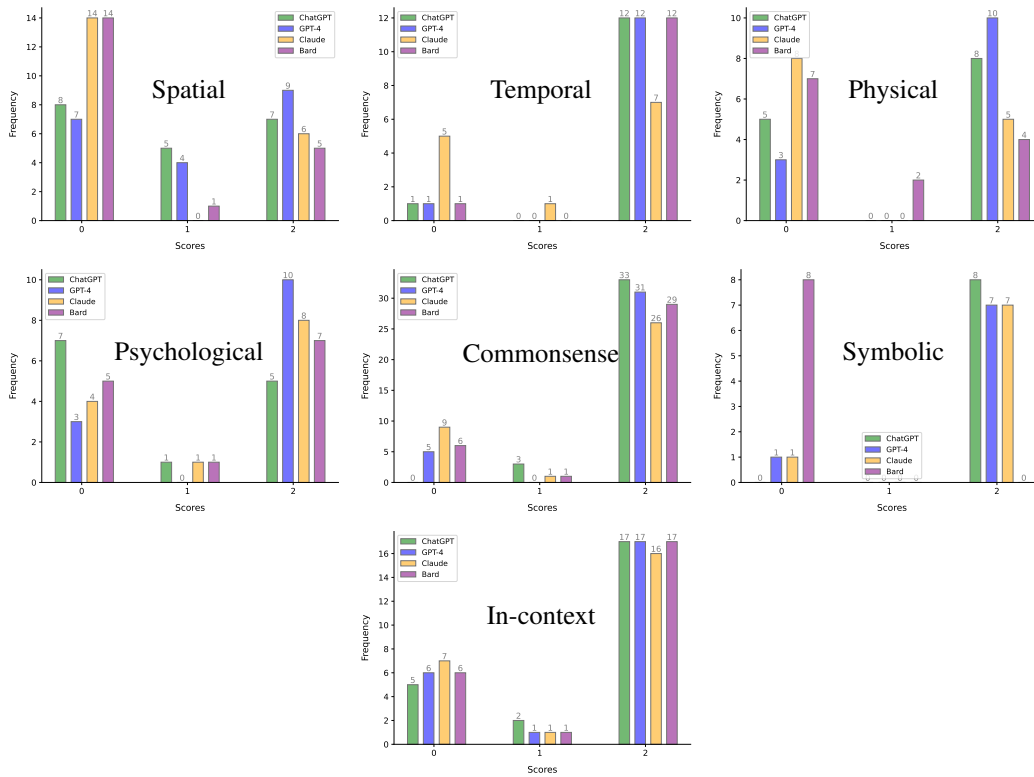 14
12
10
8
6
4
2
0
Frequency
Spatial
ChatGPT
GPT-4
Claude
Bard
8 7 14 14
5 4 0 1
7 9 6 5
0 1 2
Scores
12
10
8
6
4
2
0
Frequency
Temporal
ChatGPT
GPT-4
Claude
Bard
1 1 5 1
0 0 1 0
12 12 7 12
0 1 2
Scores
10
8
6
4
2
0
Frequency
Physical
ChatGPT
GPT-4
Claude
Bard
5 3 8 7
0 0 0 2
8 10 5 4
0 1 2
Scores
10
8
6
4
2
0
Frequency
Psychological
ChatGPT
GPT-4
Claude
Bard
7 3 4 5
1 0 1 1
5 10 8 7
0 1 2
Scores
30
25
20
15
10
5
0
Frequency
Commonsense
ChatGPT
GPT-4
Claude
Bard
0 5 9 6
3 0 1 1
33 31 26 29
0 1 2
Scores
8
7
6
5
4
3
2
1
0
Frequency
Symbolic
ChatGPT
GPT-4
Claude
Bard
0 1 1 8
0 0 0 0
8 7 7 0
0 1 2
Scores
16
14
12
10
8
6
4
2
0
Frequency
In-context
ChatGPT
GPT-4
Claude
Bard
5 6 7 6
2 1 1 1
17 17 16 17
0 1 2
Scores